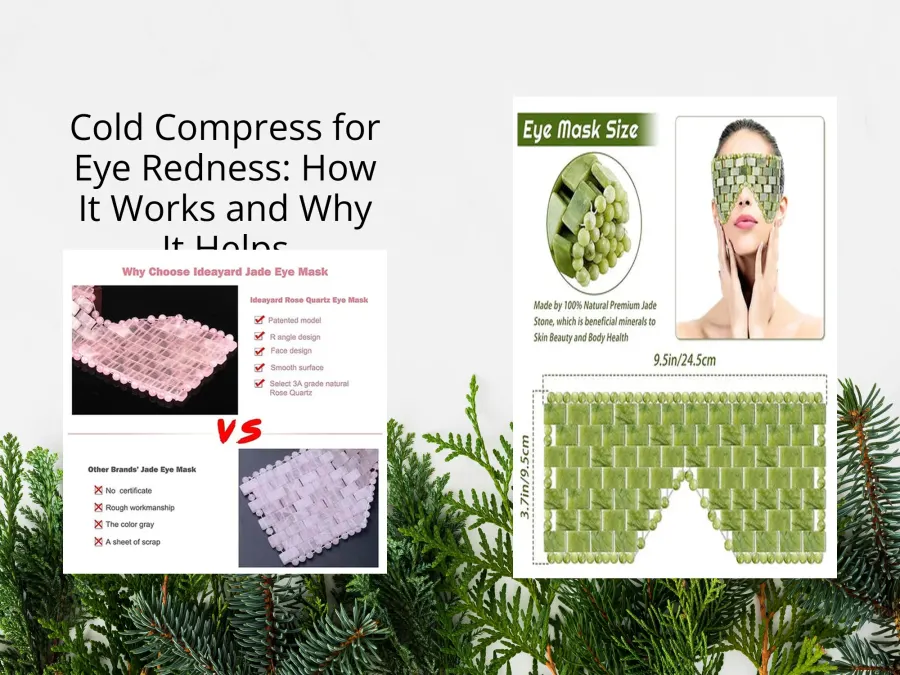 Cold Compress for
Eye Redness: How
It Works and Why
It Helps
Why Choose Ideayard Jade Eye Mask
Ideayard Rose Quartz Eye Mask
Patented model
R angle design
Face design
Smooth surface
Select 3A grade natural
Rose Quartz
VS
Other Brands' Jade Eye Mask
No certificate
Rough workmanship
The color gray
A sheet of scrap
Eye Mask Size
Made by 100% Natural Premium Jade
Stone, which is beneficial minerals to
Skin Beauty and Body Health
9.5in/24.5cm
3.7in/9.5cm